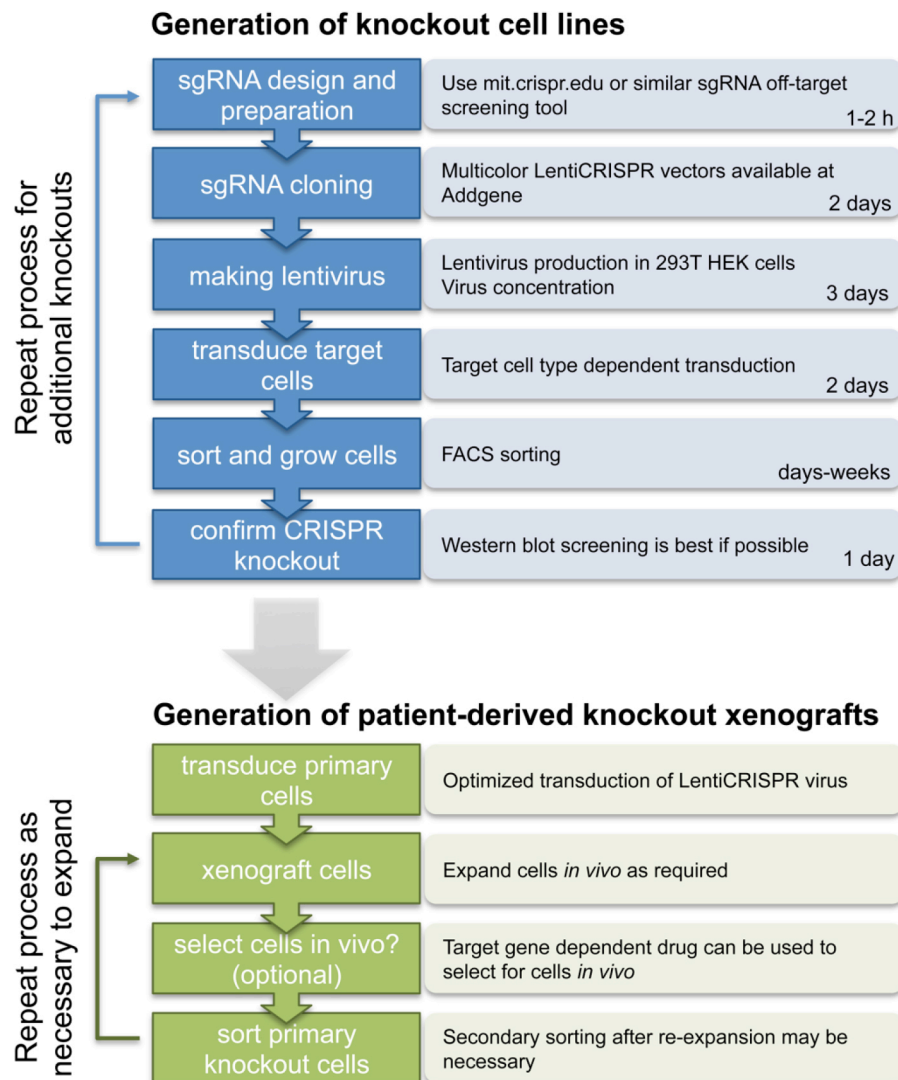 Generation of knockout cell lines
Repeat process for
additional knockouts
sgRNA design and
preparation
Use mit.crispr.edu or similar sgRNA off-target
screening tool
1-2 h
sgRNA cloning
Multicolor LentiCRISPR vectors available at
Addgene
2 days
making lentivirus
Lentivirus production in 293T HEK cells
Virus concentration
3 days
transduce target
cells
Target cell type dependent transduction
2 days
sort and grow cells
FACS sorting
days-weeks
confirm CRISPR
knockout
Western blot screening is best if possible
1 day
Generation of patient-derived knockout xenografts
Repeat process as
necessary to expand
transduce primary
cells
Optimized transduction of LentiCRISPR virus
xenograft cells
Expand cells in vivo as required
select cells in vivo?
(optional)
Target gene dependent drug can be used to
select for cells in vivo
sort primary
knockout cells
Secondary sorting after re-expansion may be
necessary